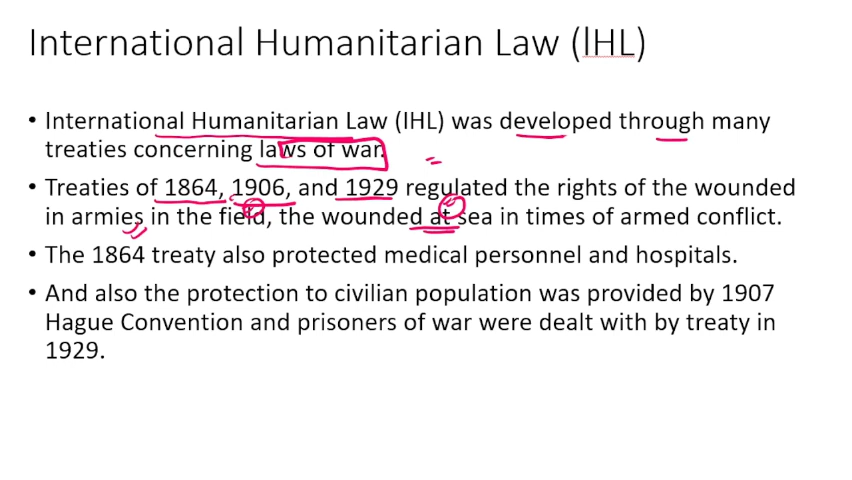 International Humanitarian Law (IHL)
• International Humanitarian Law (IHL) was developed through many
treaties concerning laws of war.
• Treaties of 1864, 1906, and 1929 regulated the rights of the wounded
in armies in the field, the wounded at sea in times of armed conflict.
• The 1864 treaty also protected medical personnel and hospitals.
• And also the protection to civilian population was provided by 1907
Hague Convention and prisoners of war were dealt with by treaty in
1929.